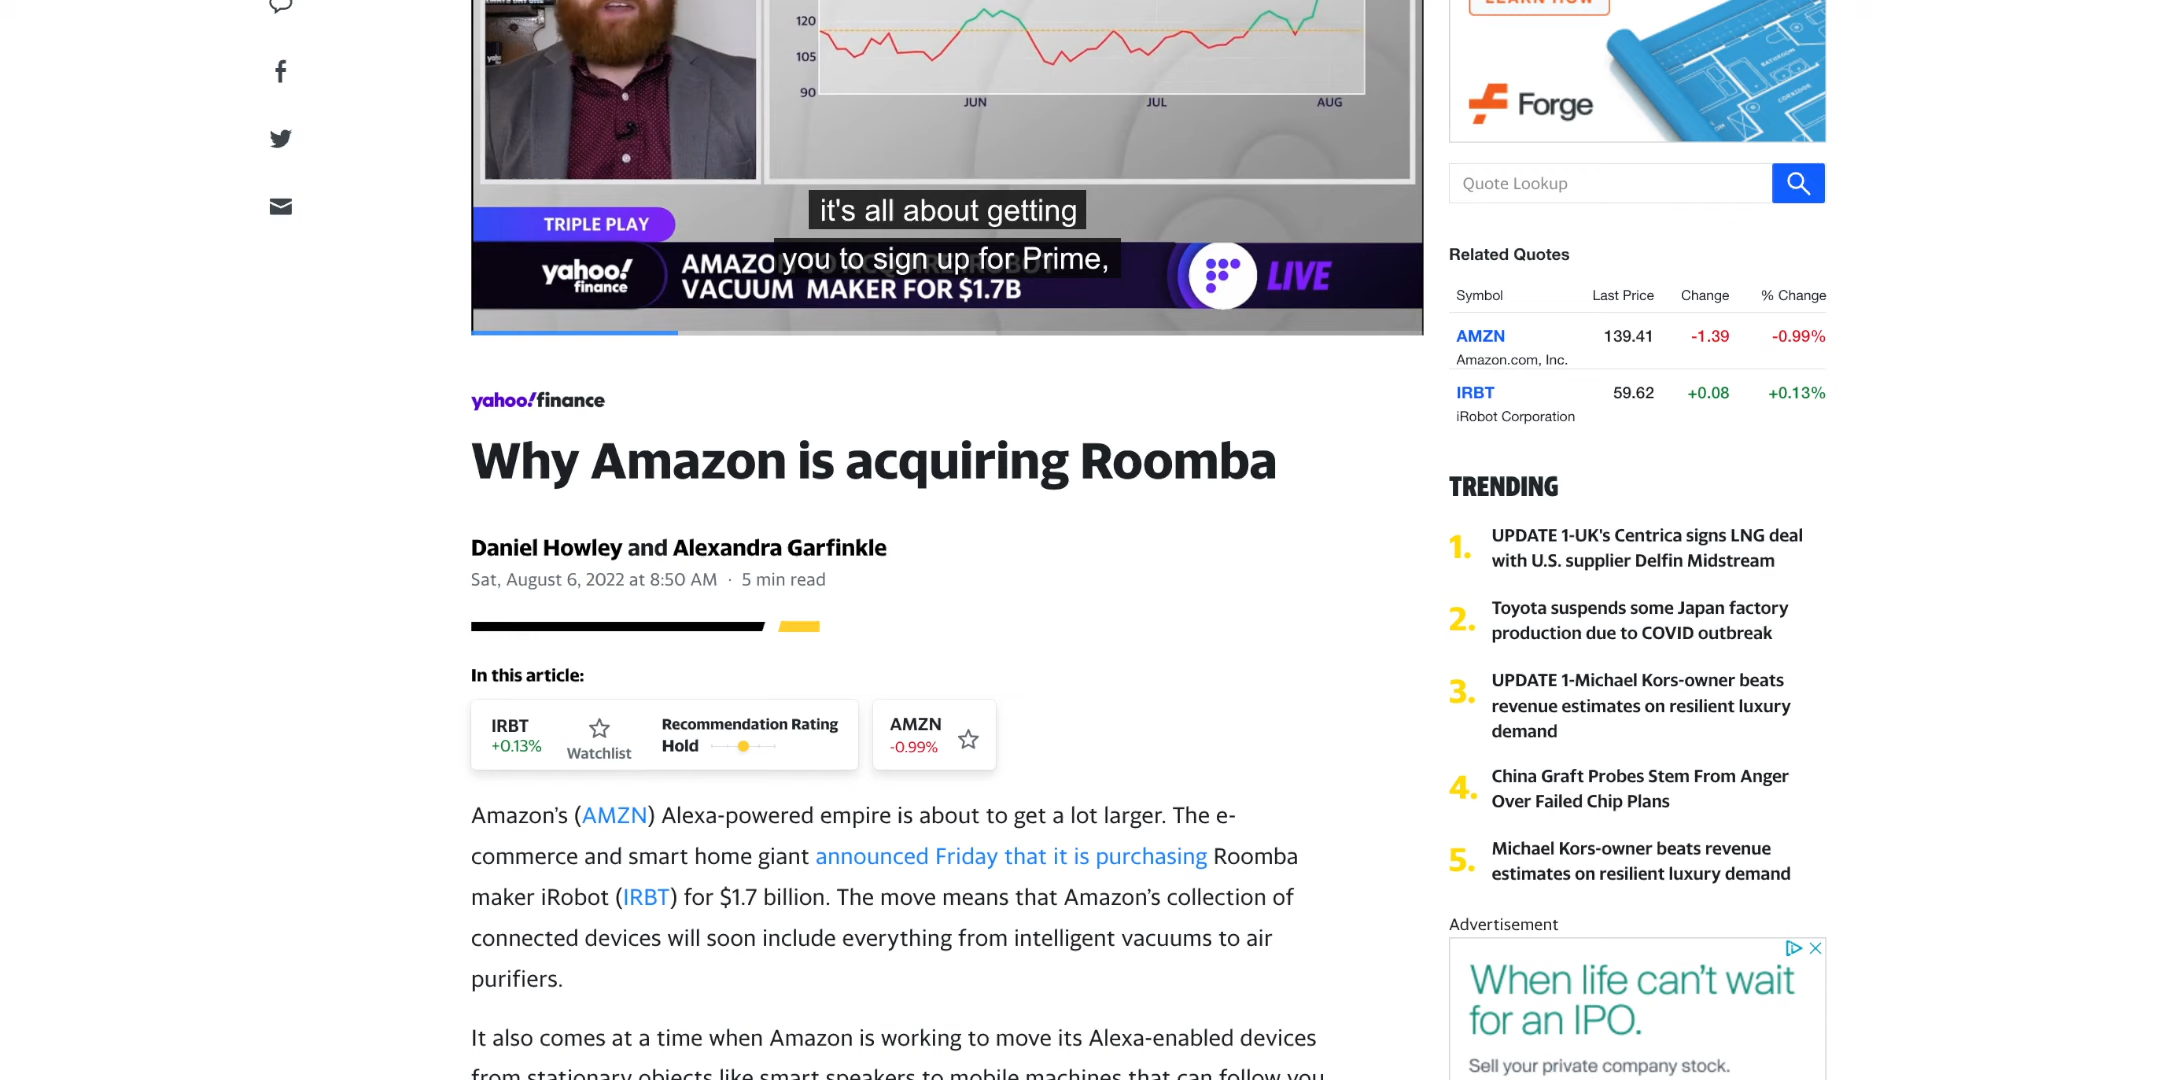 LEARN HOW
120
105
90
JUN JUL AUG
Forge
Quote Lookup
it's all about getting
you to sign up for Prime,
TRIPLE PLAY
yahoo!
finance
VACUUM MAKER FOR $1.7B
LIVE
Related Quotes
Symbol Last Price Change % Change
AMZN 139.41 -1.39 -0.99%
Amazon.com, Inc.
IRBT 59.62 +0.08 +0.13%
iRobot Corporation
yahoo!finance
Why Amazon is acquiring Roomba
Daniel Howley and Alexandra Garfinkle
Sat, August 6, 2022 at 8:50 AM · 5 min read
In this article:
IRBT
+0.13%
Watchlist
Recommendation Rating
Hold
AMZN
-0.99%
Amazon’s (AMZN) Alexa-powered empire is about to get a lot larger. The e-
commerce and smart home giant announced Friday that it is purchasing Roomba
maker iRobot (IRBT) for $1.7 billion. The move means that Amazon’s collection of
connected devices will soon include everything from intelligent vacuums to air
purifiers.
It also comes at a time when Amazon is working to move its Alexa-enabled devices
from stationary objects like smart speakers to mobile machines that can follow you
TRENDING
1. UPDATE 1-UK's Centrica signs LNG deal
with U.S. supplier Delfin Midstream
2. Toyota suspends some Japan factory
production due to COVID outbreak
3. UPDATE 1-Michael Kors-owner beats
revenue estimates on resilient luxury
demand
4. China Graft Probes Stem From Anger
Over Failed Chip Plans
5. Michael Kors-owner beats revenue
estimates on resilient luxury demand
Advertisement
When life can’t wait
for an IPO.
Sell your private company stock.